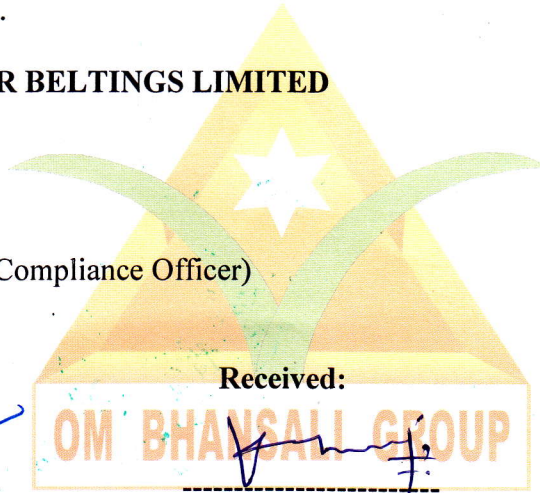 .
R BELTINGS LIMITED
Compliance Officer)
Received:
OM BHANSALI GROUP